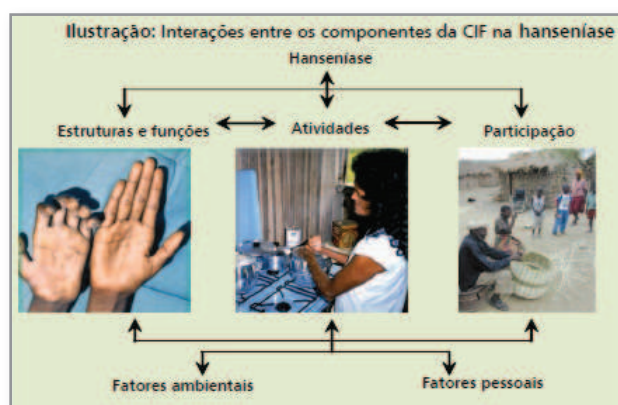 Ilustração: Interações entre os componentes da CIF na hanseníase
Hanseníase
Estruturas e funções
Atividades
Participação
Fatores ambientais
Fatores pessoais